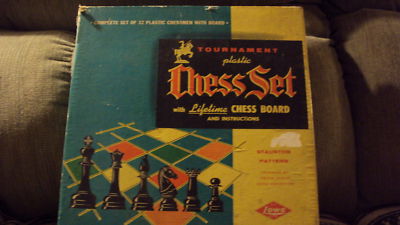 • COMPLETE SET OF 32 PLASTIC CHESSMEN WITH BOARD •
TOURNAMENT
plastic
Chess Set
with Lifetime CHESS BOARD
AND INSTRUCTIONS
STAUNTON
PATTERN
Lowe